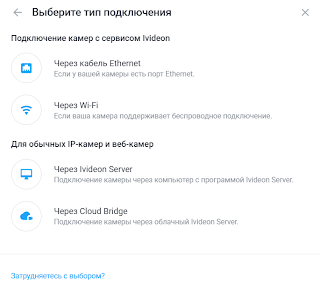 Выберите тип подключения
Подключение камер с сервисом Ivideon
Через кабель Ethernet
Если у вашей камеры есть порт Ethernet.
Через Wi-Fi
Если ваша камера поддерживает беспроводное подключение.
Для обычных IP-камер и веб-камер
Через Ivideon Server
Подключение камеры через компьютер с программой Ivideon Server.
Через Cloud Bridge
Подключение камеры через облачный Ivideon Server.
Затрудняетесь с выбором?